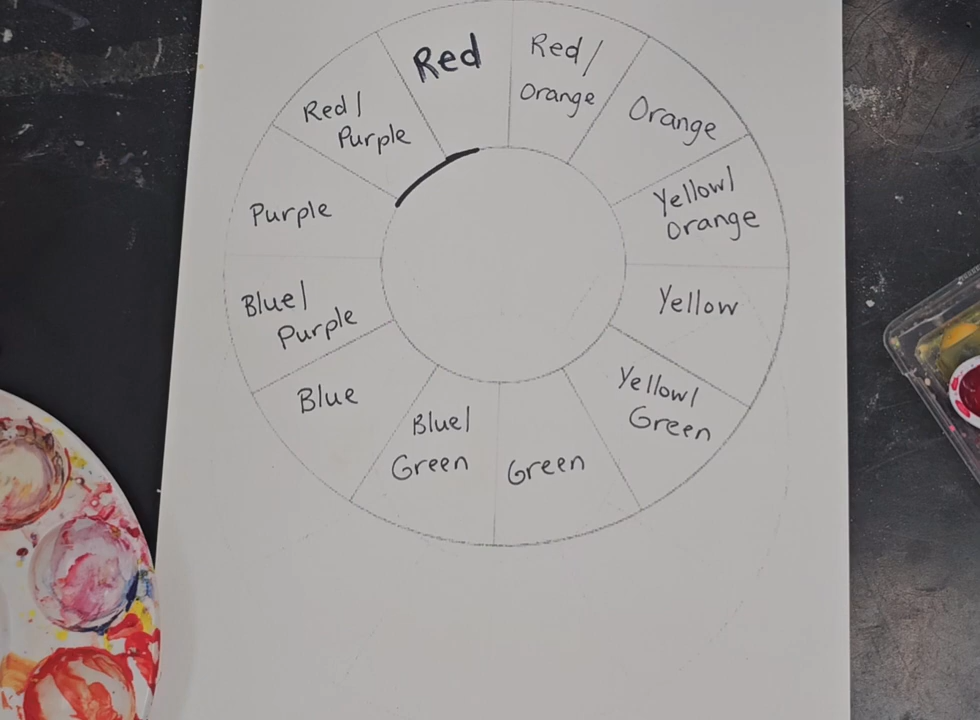 Red
Red/
Orange
Orange
Yellow/
Orange
Yellow
Yellow/
Green
Green
Blue/
Green
Blue
Blue/
Purple
Purple
Red/
Purple